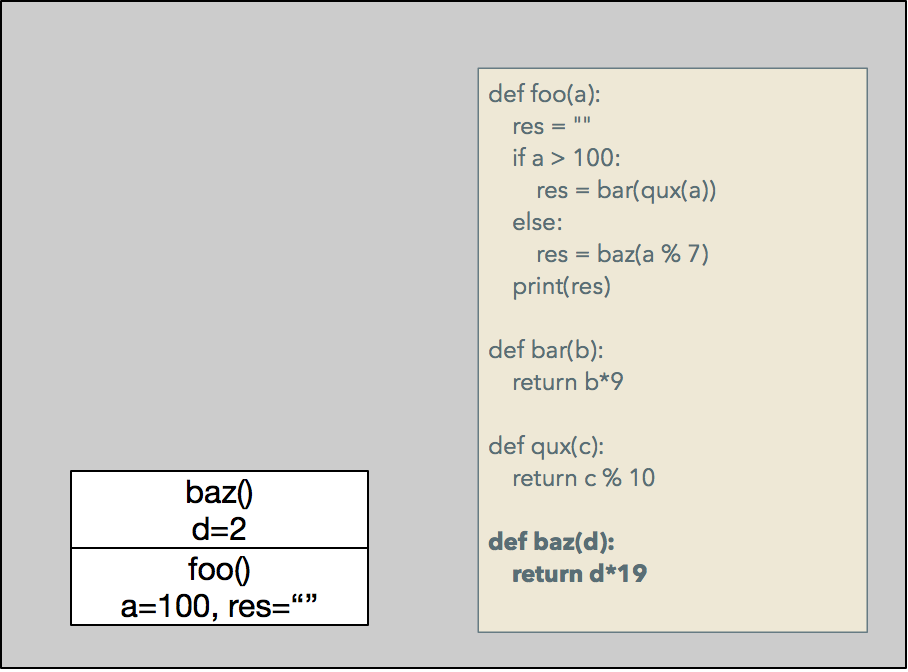 def foo(a):
    res = ""
    if a > 100:
        res = bar(qux(a))
    else:
        res = baz(a % 7)
    print(res)

def bar(b):
    return b*9

def qux(c):
    return c % 10

def baz(d):
    return d*19

baz()
d=2
foo()
a=100, res=“”